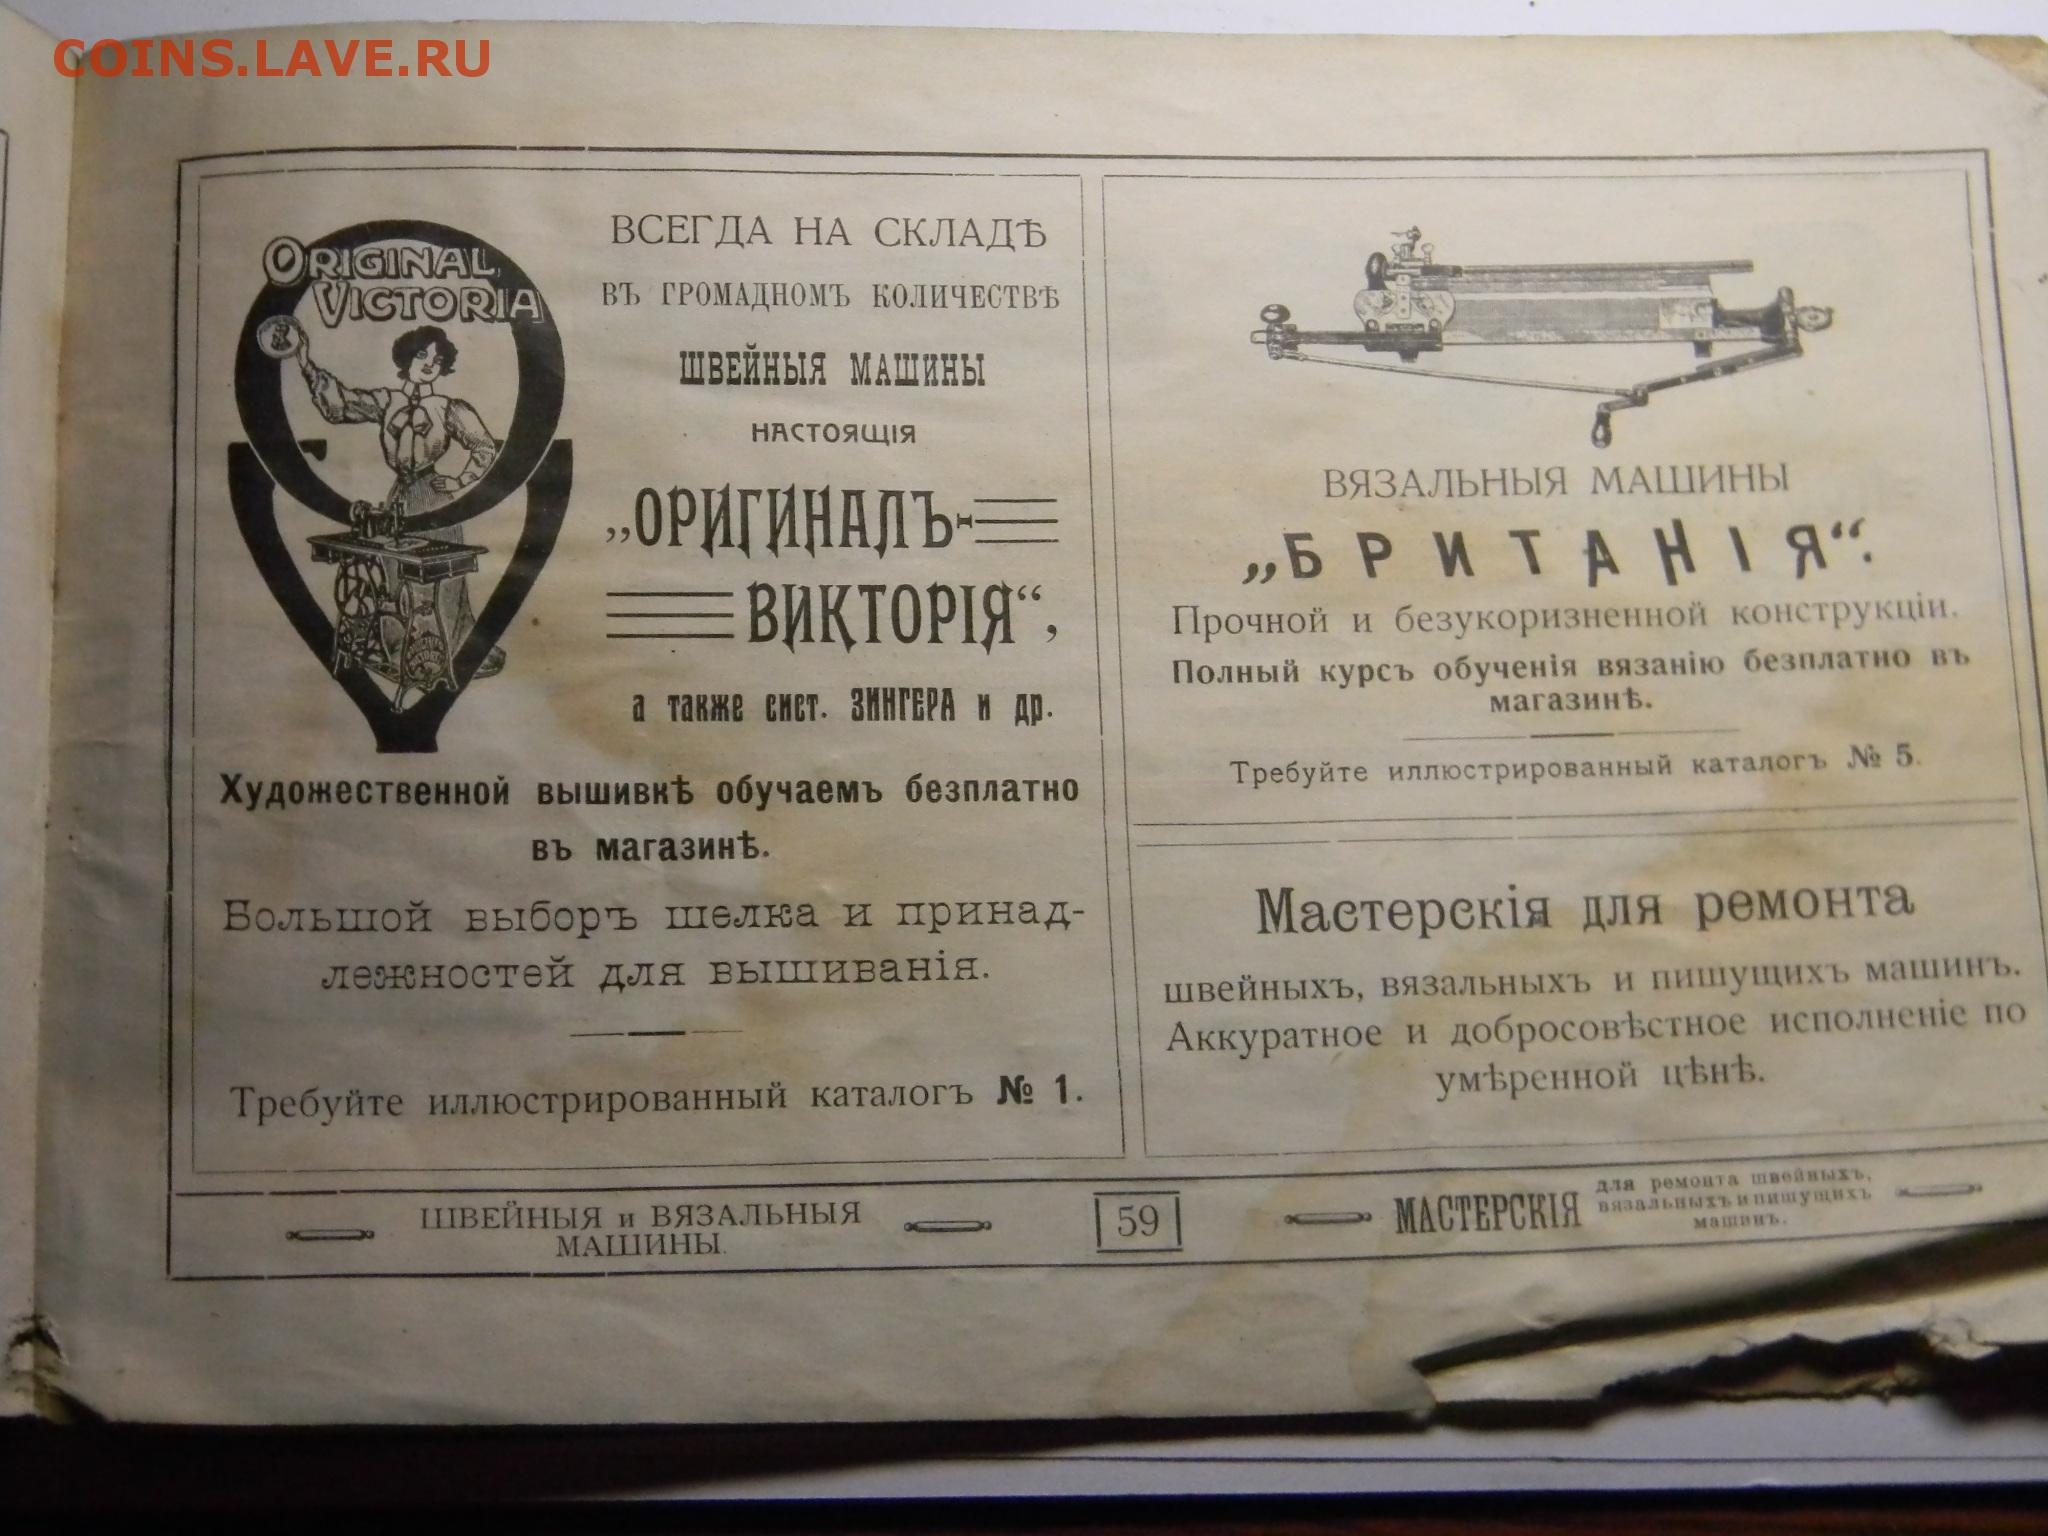 COINS.LAVE.RU
ORIGINAL
VICTORIA
ВСЕГДА НА СКЛАДѢ
ВЪ ГРОМАДНОМЪ КОЛИЧЕСТВѢ
ШВЕЙНЫЯ МАШИНЫ
НАСТОЯЩІЯ
„ОРИГИНАЛЪ-
ВИКТОРІЯ“,
а также сист. ЗИНГЕРА и др.
Художественной вышивкѣ обучаемъ безплатно
въ магазинѣ.
Большой выборъ шелка и принад-
лежностей для вышиванія.
Требуйте иллюстрированный каталогъ № 1.
ВЯЗАЛЬНЫЯ МАШИНЫ
„БРИТАНІЯ“.
Прочной и безукоризненной конструкціи.
Полный курсъ обученія вязанію безплатно въ
магазинѣ.
Требуйте иллюстрированный каталогъ № 5.
Мастерскія для ремонта
швейныхъ, вязальныхъ и пишущихъ машинъ.
Аккуратное и добросовѣстное исполненіе по
умѣренной цѣнѣ.
ШВЕЙНЫЯ и ВЯЗАЛЬНЫЯ
МАШИНЫ.
59
МАСТЕРСКІЯ
для ремонта швейныхъ,
вязальныхъ и пишущихъ
машинъ.